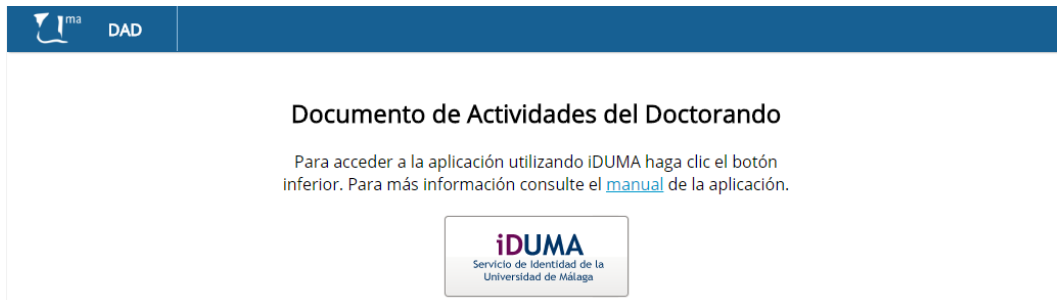 uma DAD
Documento de Actividades del Doctorando
Para acceder a la aplicación utilizando iDUMA haga clic el botón
inferior. Para más información consulte el manual de la aplicación.
iDUMA
Servicio de Identidad de la
Universidad de Málaga